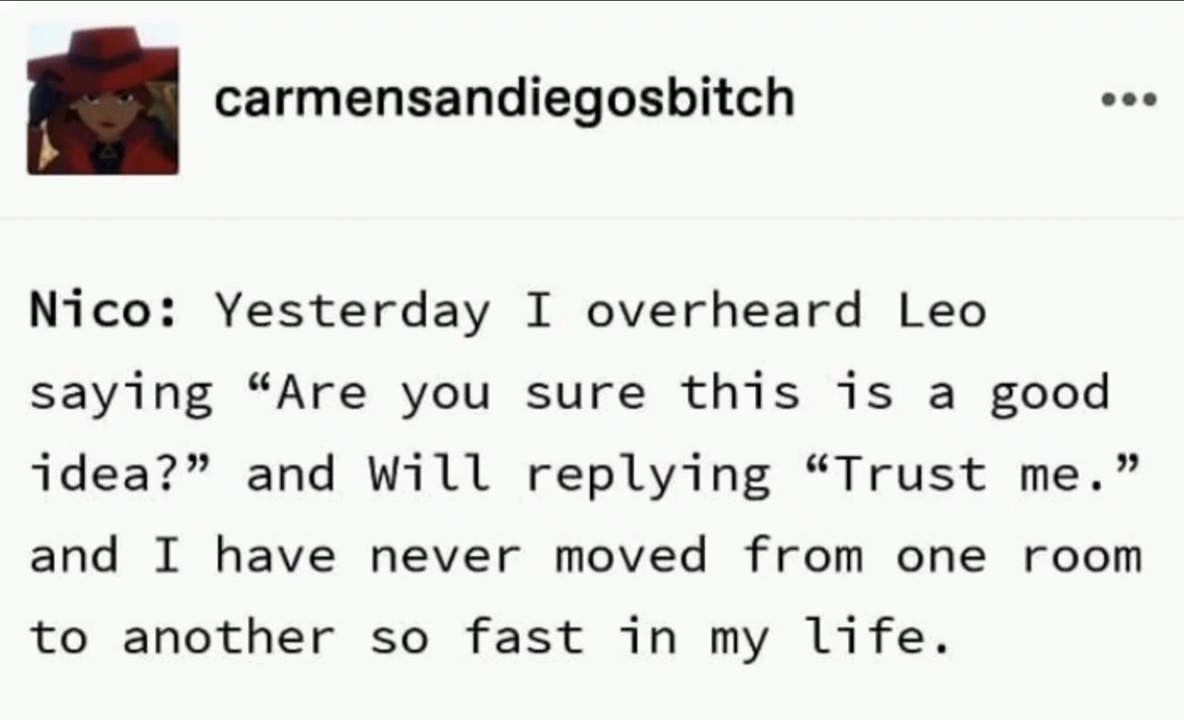 carmensandiegosbitch
Nico: Yesterday I overheard Leo
saying “Are you sure this is a good
idea?” and Will replying “Trust me.”
and I have never moved from one room
to another so fast in my life.